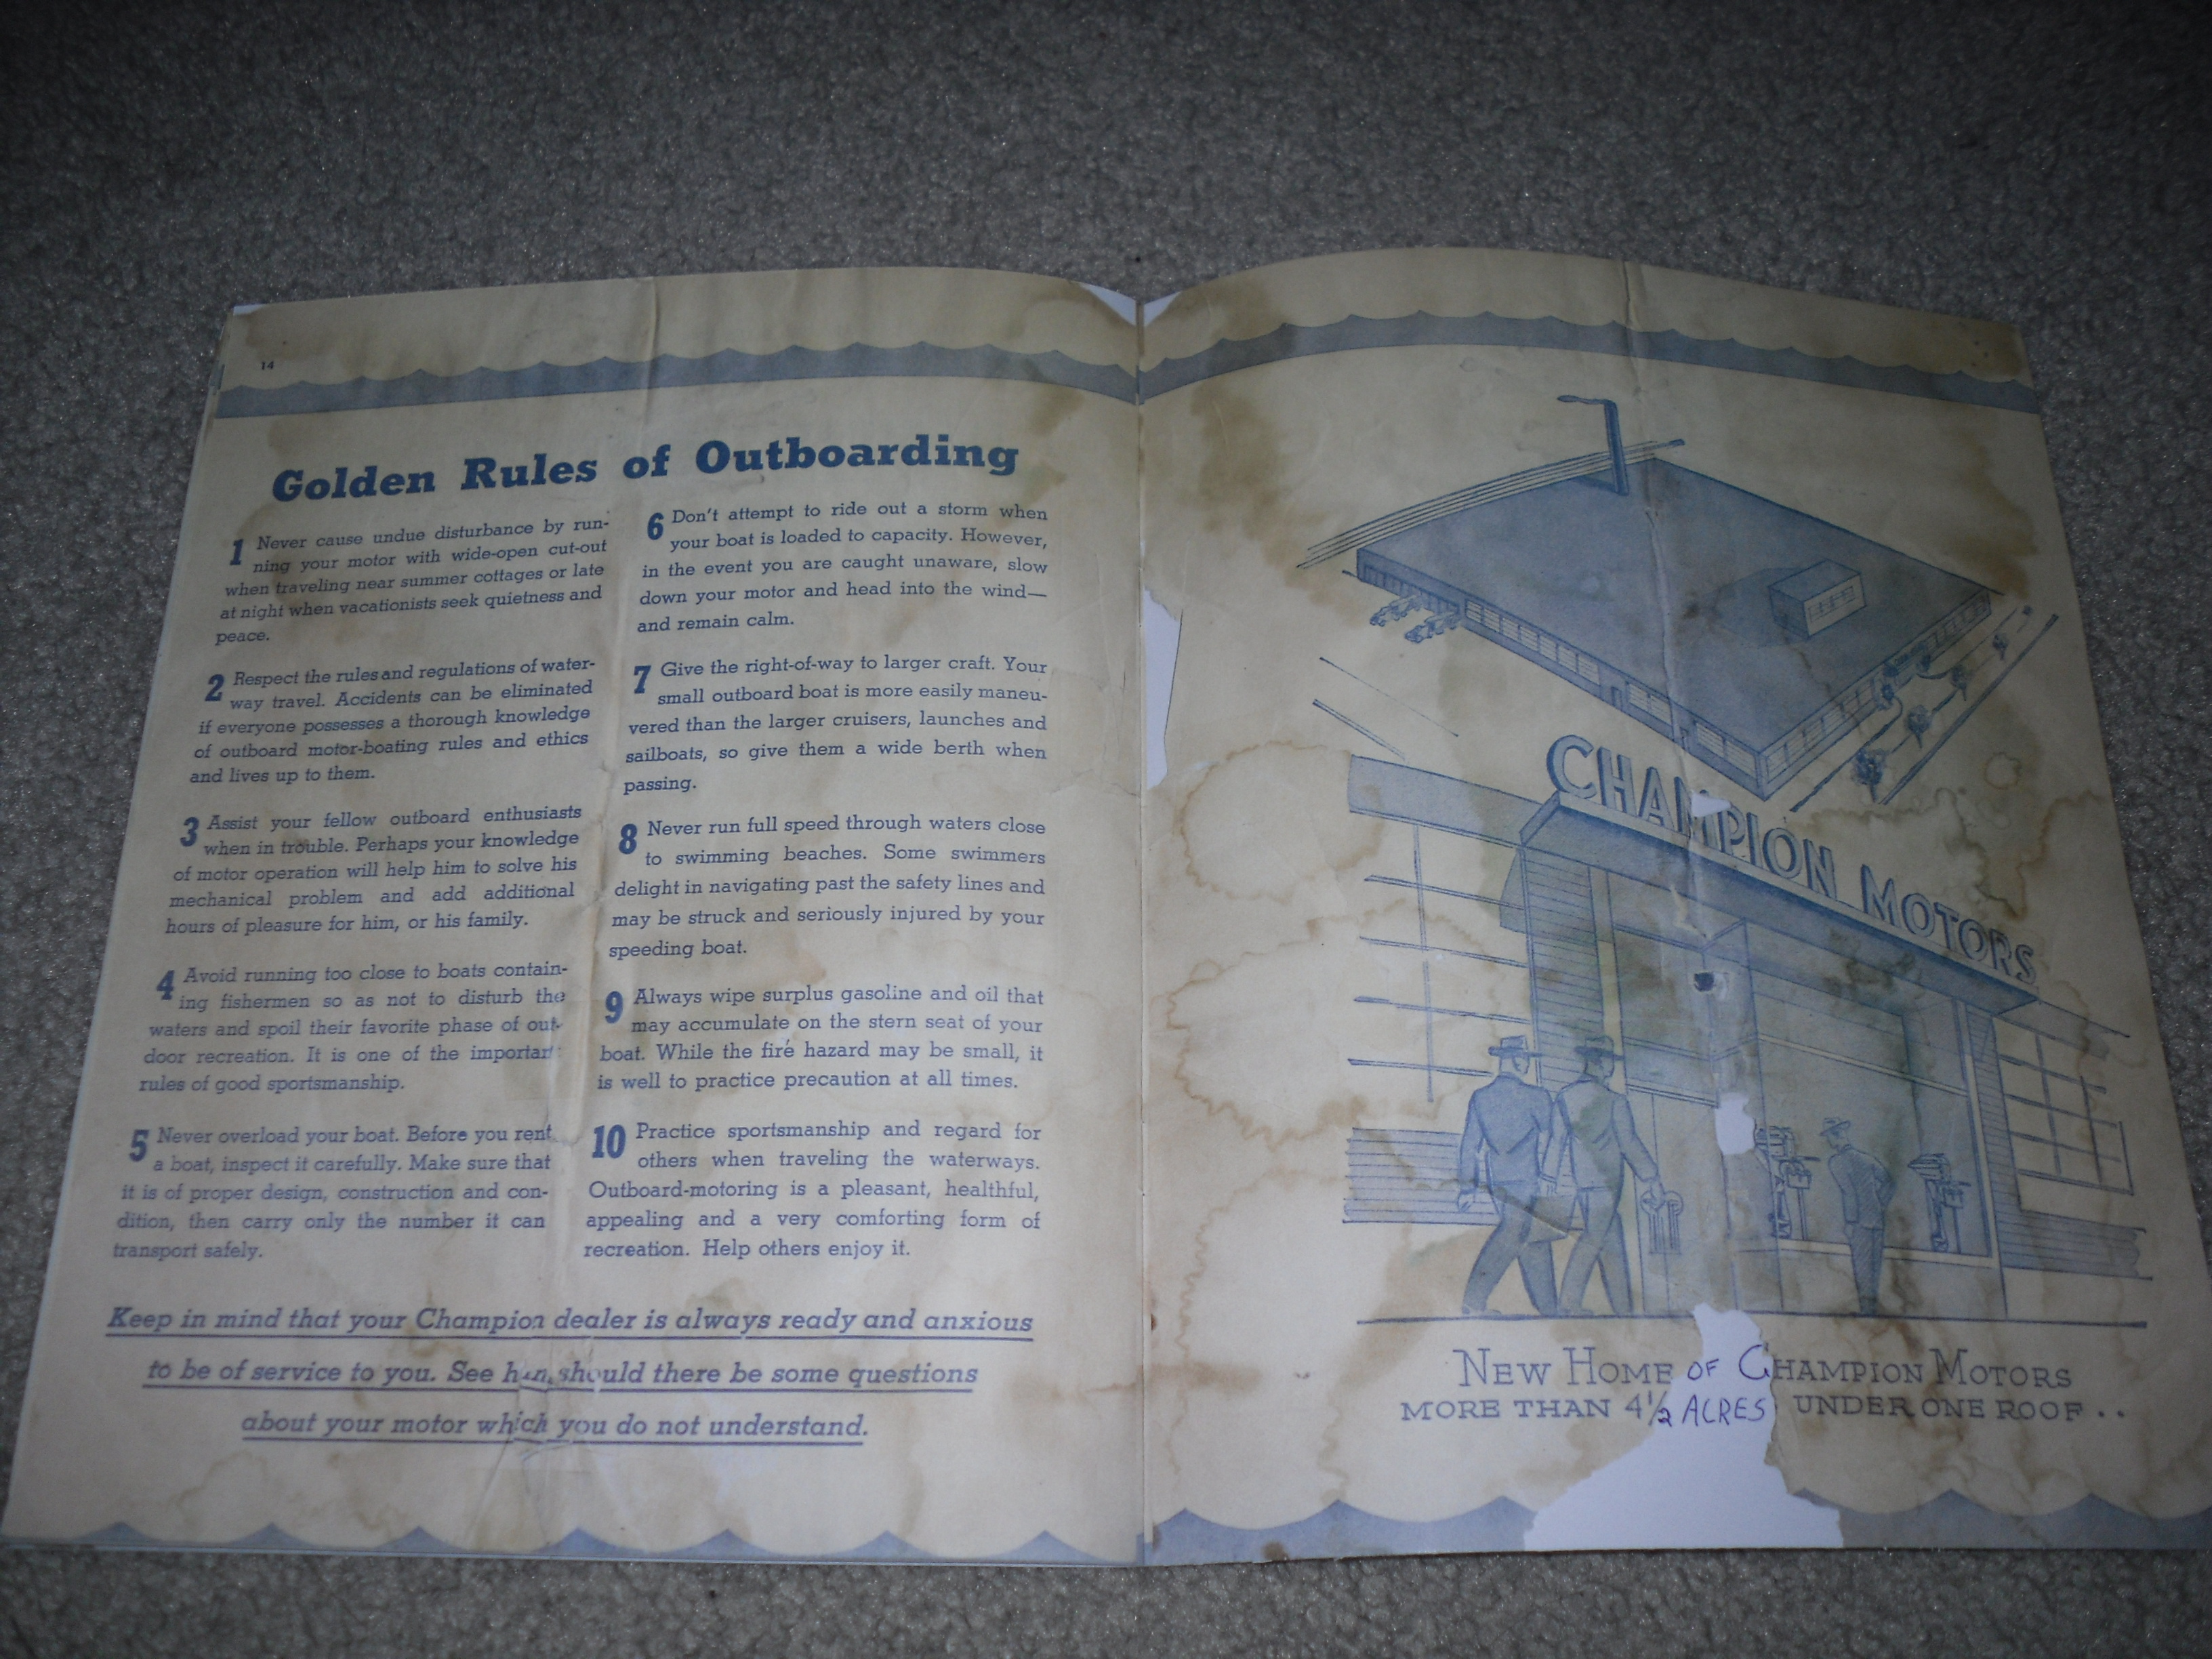 14
Golden Rules of Outboarding
1 Never cause undue disturbance by run-
ning your motor with wide-open cut-out
when traveling near summer cottages or late
at night when vacationists seek quietness and
peace.
2 Respect the rules and regulations of water-
way travel. Accidents can be eliminated
if everyone possesses a thorough knowledge
of outboard motor-boating rules and ethics
and lives up to them.
3 Assist your fellow outboard enthusiasts
when in trouble. Perhaps your knowledge
of motor operation will help him to solve his
mechanical problem and add additional
hours of pleasure for him, or his family.
4 Avoid running too close to boats contain-
ing fishermen so as not to disturb the
waters and spoil their favorite phase of out-
door recreation. It is one of the important
rules of good sportsmanship.
5 Never overload your boat. Before you rent
a boat, inspect it carefully. Make sure that
it is of proper design, construction and con-
dition, then carry only the number it can
transport safely.
6 Don't attempt to ride out a storm when
your boat is loaded to capacity. However,
in the event you are caught unaware, slow
down your motor and head into the wind—
and remain calm.
7 Give the right-of-way to larger craft. Your
small outboard boat is more easily maneu-
vered than the larger cruisers, launches and
sailboats, so give them a wide berth when
passing.
8 Never run full speed through waters close
to swimming beaches. Some swimmers
delight in navigating past the safety lines and
may be struck and seriously injured by your
speeding boat.
9 Always wipe surplus gasoline and oil that
may accumulate on the stern seat of your
boat. While the fire hazard may be small, it
is well to practice precaution at all times.
10 Practice sportsmanship and regard for
others when traveling the waterways.
Outboard-motoring is a pleasant, healthful,
appealing and a very comforting form of
recreation. Help others enjoy it.
Keep in mind that your Champion dealer is always ready and anxious
to be of service to you. See him, should there be some questions
about your motor which you do not understand.
CHAMPION MOTORS
NEW HOME OF CHAMPION MOTORS
MORE THAN 4½ ACRES UNDER ONE ROOF . .